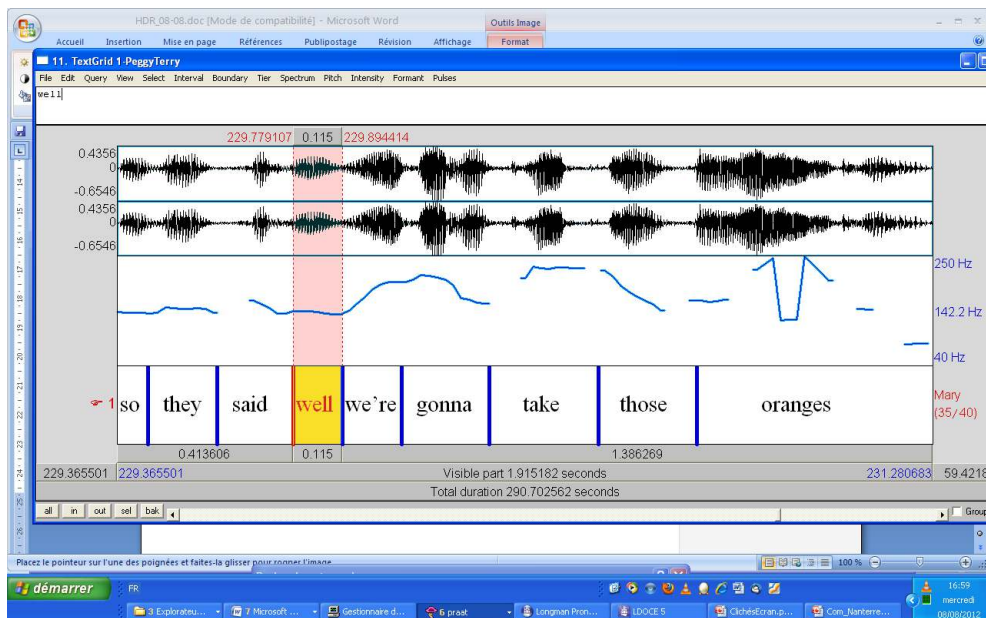 HDR_08-08.doc [Mode de compatibilité] - Microsoft Word
Outils Image
Accueil Insertion Mise en page Références Publipostage Révision Affichage Format
11. TextGrid 1-PeggyTerry
File Edit Query View Select Interval Boundary Tier Spectrum Pitch Intensity Formant Pulses
well
229.779107 0.115 229.894414
0.4356
0
-0.6546
0.4356
0
-0.6546
250 Hz
142.2 Hz
40 Hz
1 so they said well we're gonna take those oranges
Mary
(35/40)
0.413606 0.115 1.386269
229.365501 229.365501 Visible part 1.915182 seconds 231.280683 59.4218
Total duration 290.702562 seconds
all in out sel bak Group
Placez le pointeur sur l'une des poignées et faites-la glisser pour rogner l'image. 100 %
démarrer FR 16:59
3 Explorateu... 7 Microsoft ... Gestionnaire d... 6 praat Longman Pron... LDOCE 5 ClichésEcran.p... Com_Nanterre... mercredi
08/08/2012